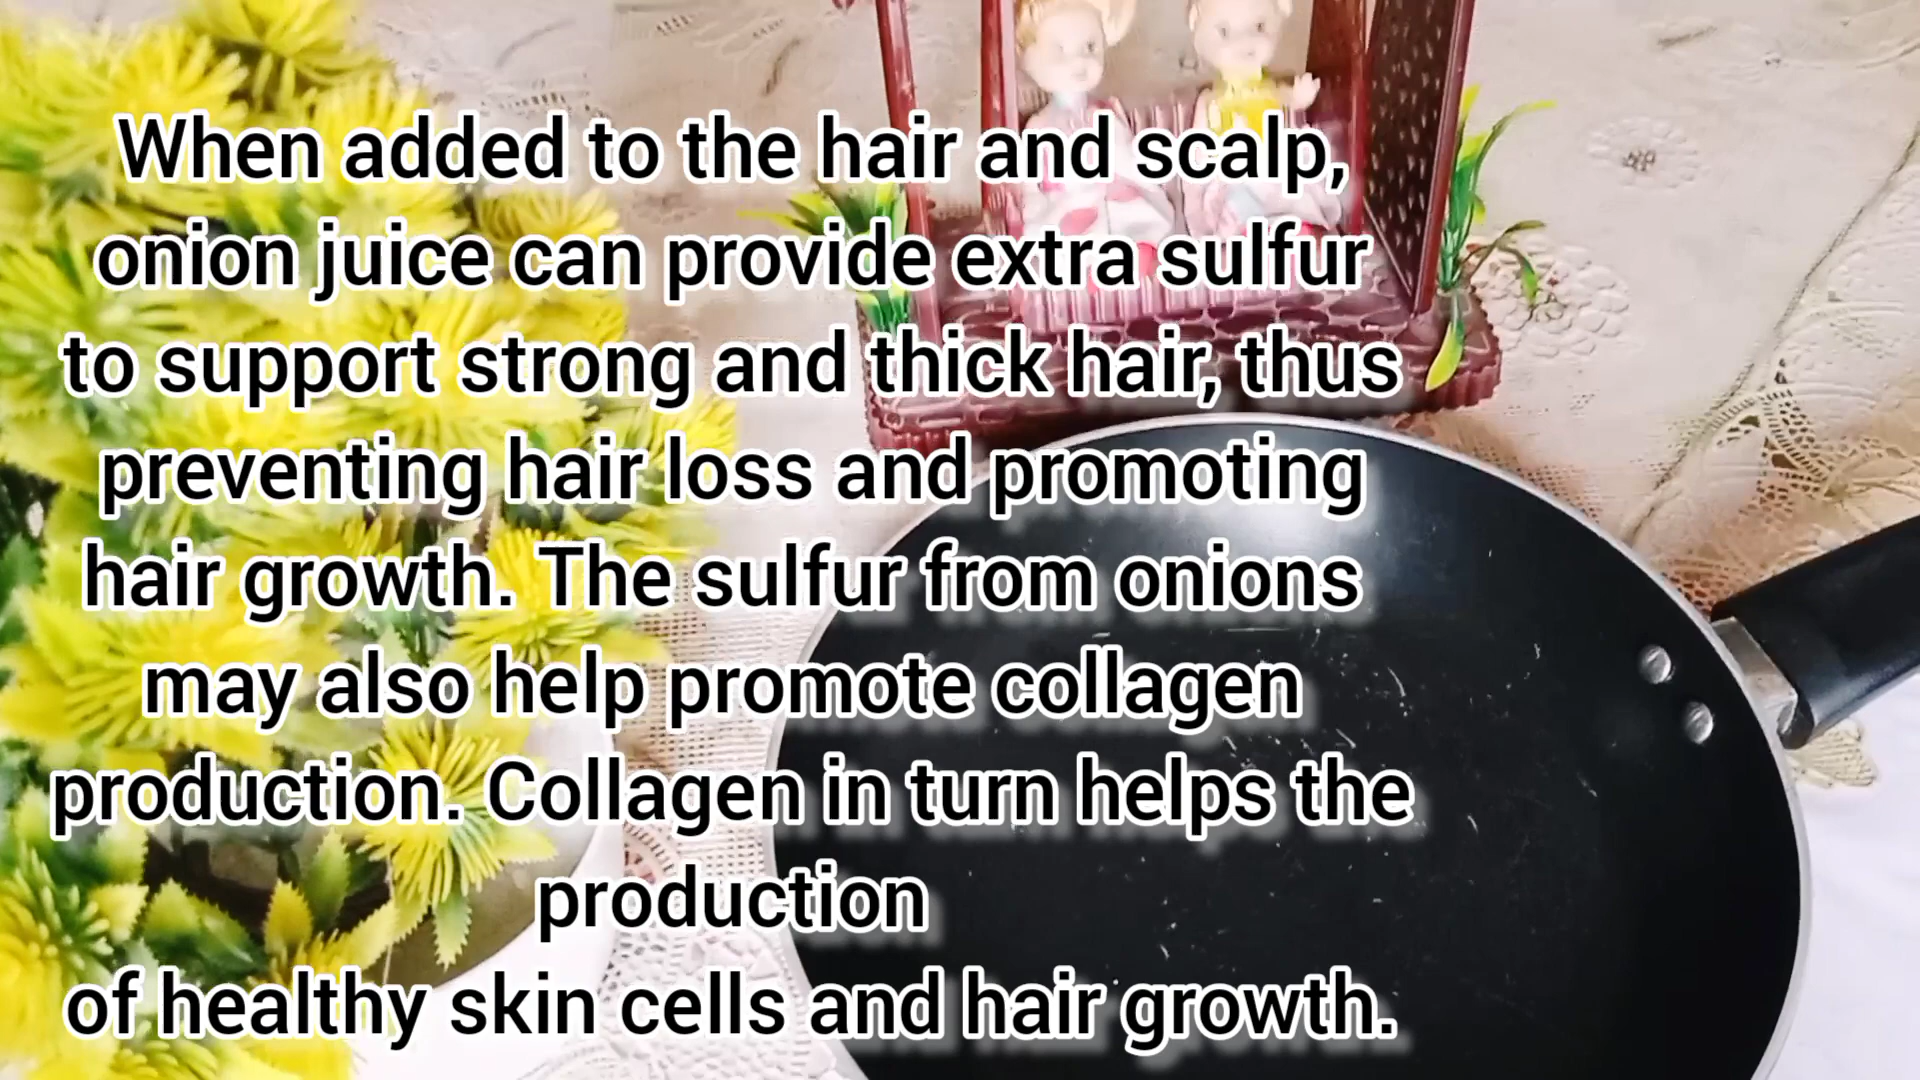 When added to the hair and scalp,
onion juice can provide extra sulfur
to support strong and thick hair, thus
preventing hair loss and promoting
hair growth. The sulfur from onions
may also help promote collagen
production. Collagen in turn helps the
production
of healthy skin cells and hair growth.